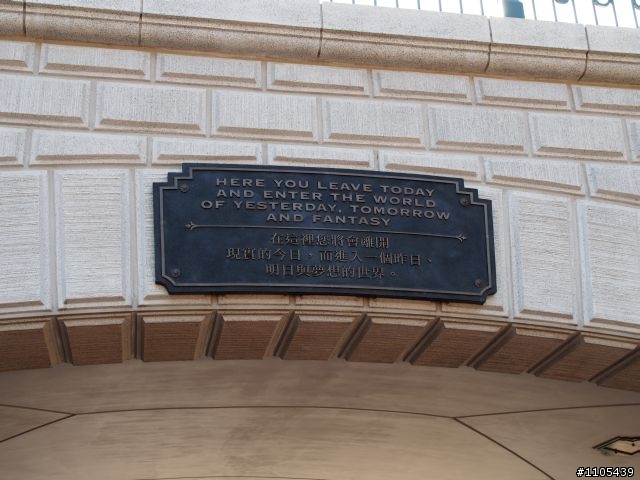 HERE YOU LEAVE TODAY
AND ENTER THE WORLD
OF YESTERDAY, TOMORROW
AND FANTASY
在這裡您將會離開
現實的今日、而進入一個昨日、
明日與夢想的世界。
#1105439